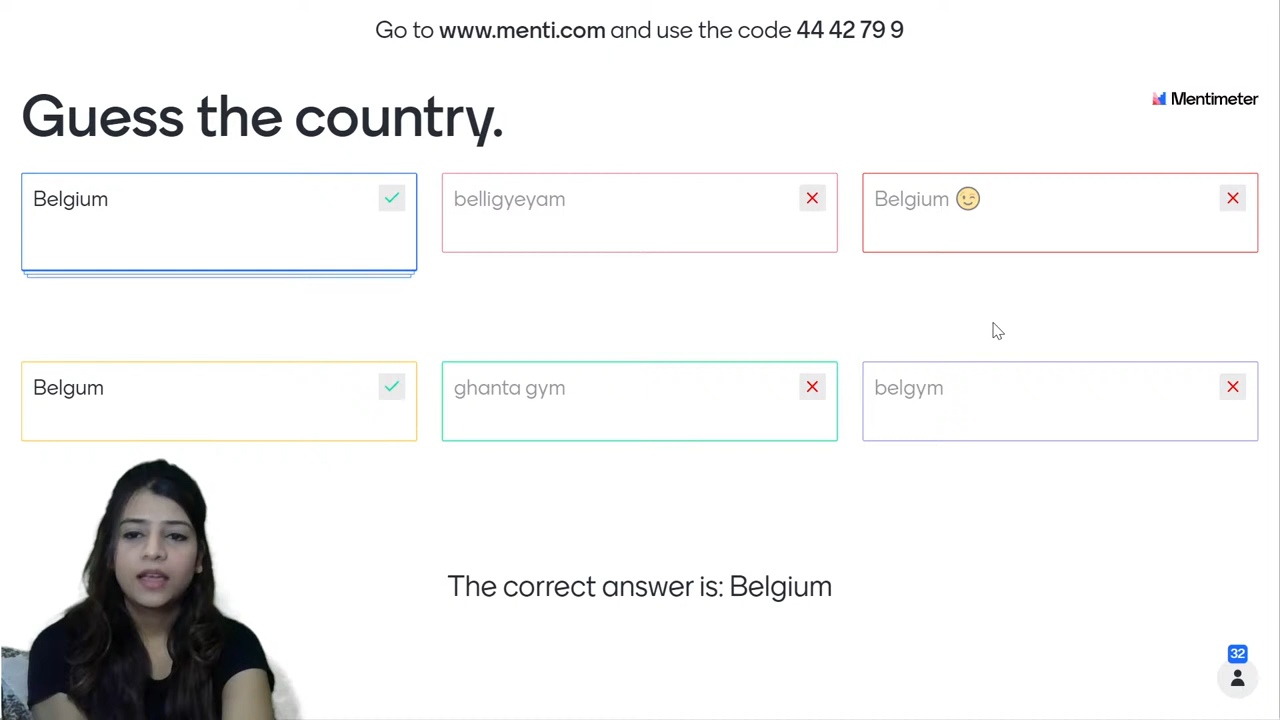 Go to www.menti.com and use the code 44 42 79 9
Guess the country.
Mentimeter
Belgium
belligyeyam
Belgium 😉
Belgum
ghanta gym
belgym
The correct answer is: Belgium
32